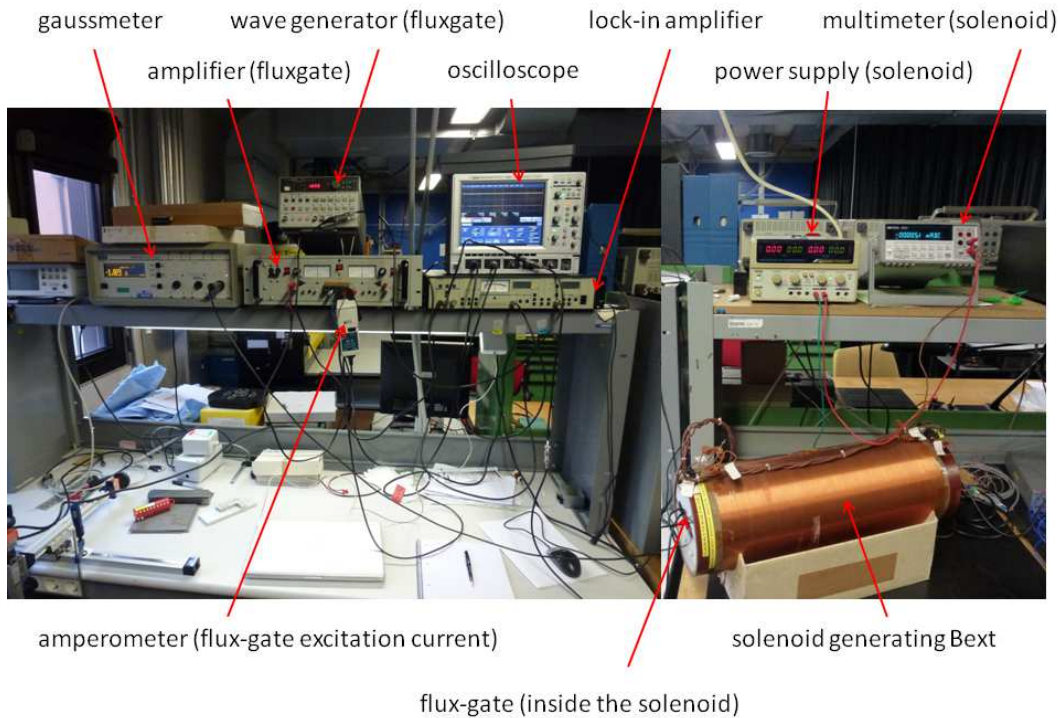 gaussmeter
wave generator (fluxgate)
lock-in amplifier
multimeter (solenoid)
amplifier (fluxgate)
oscilloscope
power supply (solenoid)
amperometer (flux-gate excitation current)
solenoid generating Bext
flux-gate (inside the solenoid)